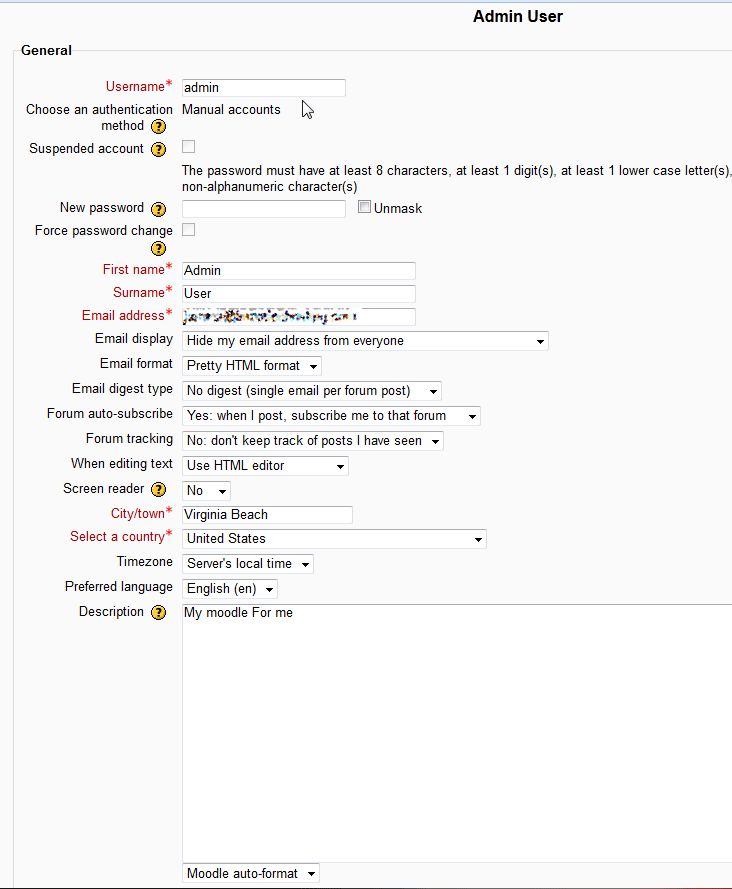 Admin User
General
Username* admin
Choose an authentication Manual accounts
method ?
Suspended account ?
The password must have at least 8 characters, at least 1 digit(s), at least 1 lower case letter(s),
non-alphanumeric character(s)
New password ? Unmask
Force password change
?
First name* Admin
Surname* User
Email address*
Email display Hide my email address from everyone
Email format Pretty HTML format
Email digest type No digest (single email per forum post)
Forum auto-subscribe Yes: when I post, subscribe me to that forum
Forum tracking No: don't keep track of posts I have seen
When editing text Use HTML editor
Screen reader ? No
City/town* Virginia Beach
Select a country* United States
Timezone Server's local time
Preferred language English (en)
Description ? My moodle For me
Moodle auto-format